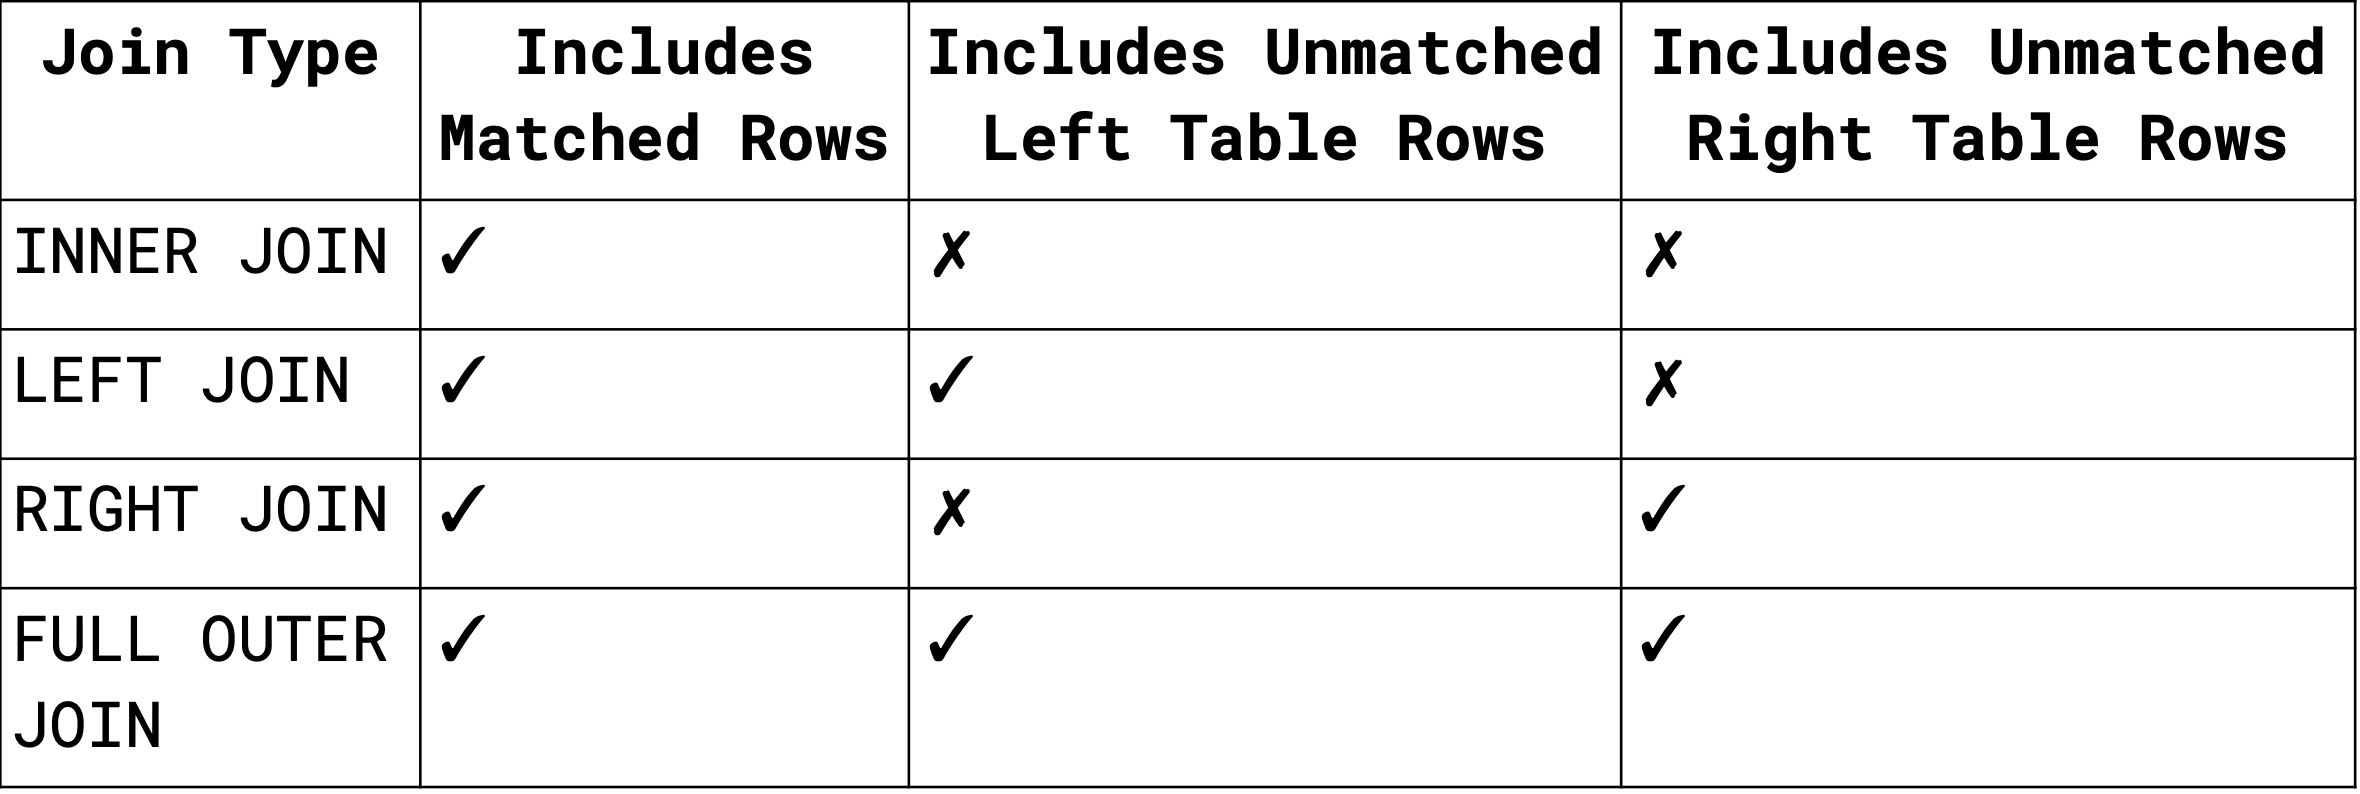 Join Type
Includes
Matched Rows
Includes Unmatched
Left Table Rows
Includes Unmatched
Right Table Rows
INNER JOIN ✓ ✗ ✗
LEFT JOIN ✓ ✓ ✗
RIGHT JOIN ✓ ✗ ✓
FULL OUTER
JOIN
✓ ✓ ✓